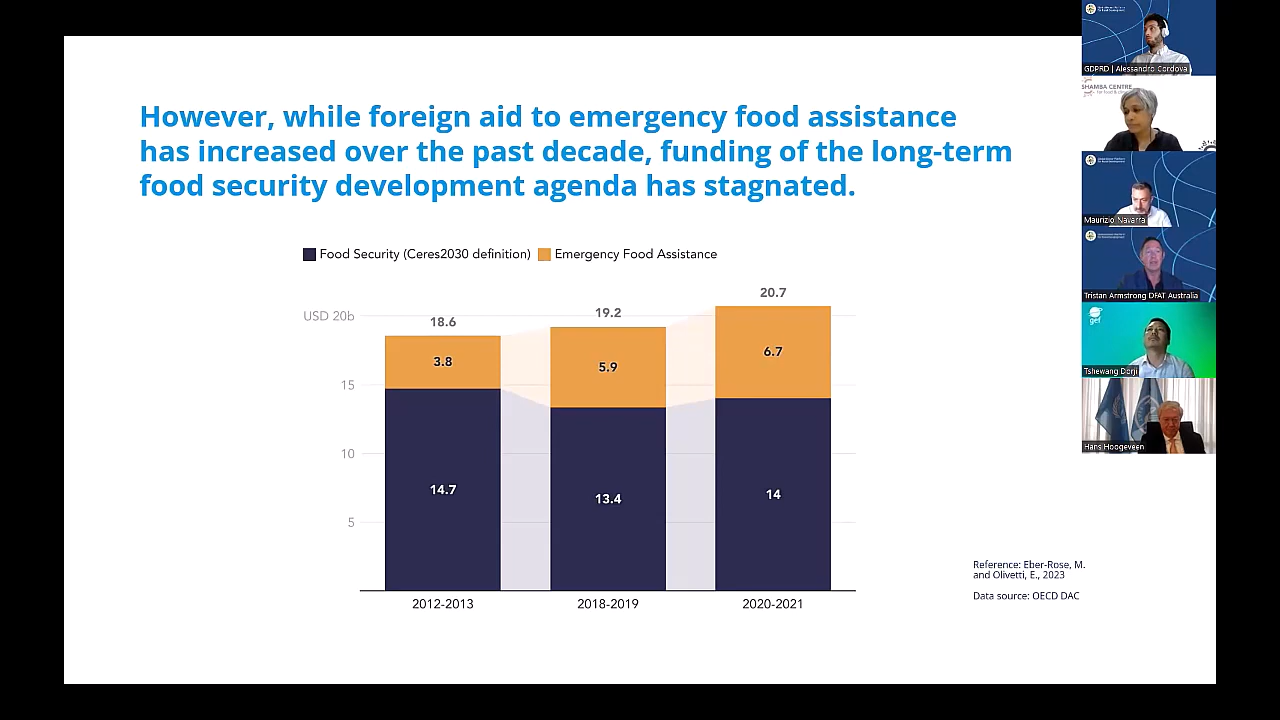 However, while foreign aid to emergency food assistance
has increased over the past decade, funding of the long-term
food security development agenda has stagnated.
Food Security (Ceres2030 definition)
Emergency Food Assistance
USD 20b
15
10
5
18.6
3.8
14.7
19.2
5.9
13.4
20.7
6.7
14
2012-2013
2018-2019
2020-2021
Reference: Eber-Rose, M.
and Olivetti, E., 2023
Data source: OECD DAC
GDPRD | Alessandro Cordova
SHAMBA CENTRE
Maurizio Navarra
Tristan Armstrong DFAT Australia
gef
Tshewang Dorji
Hans Hoogeveen